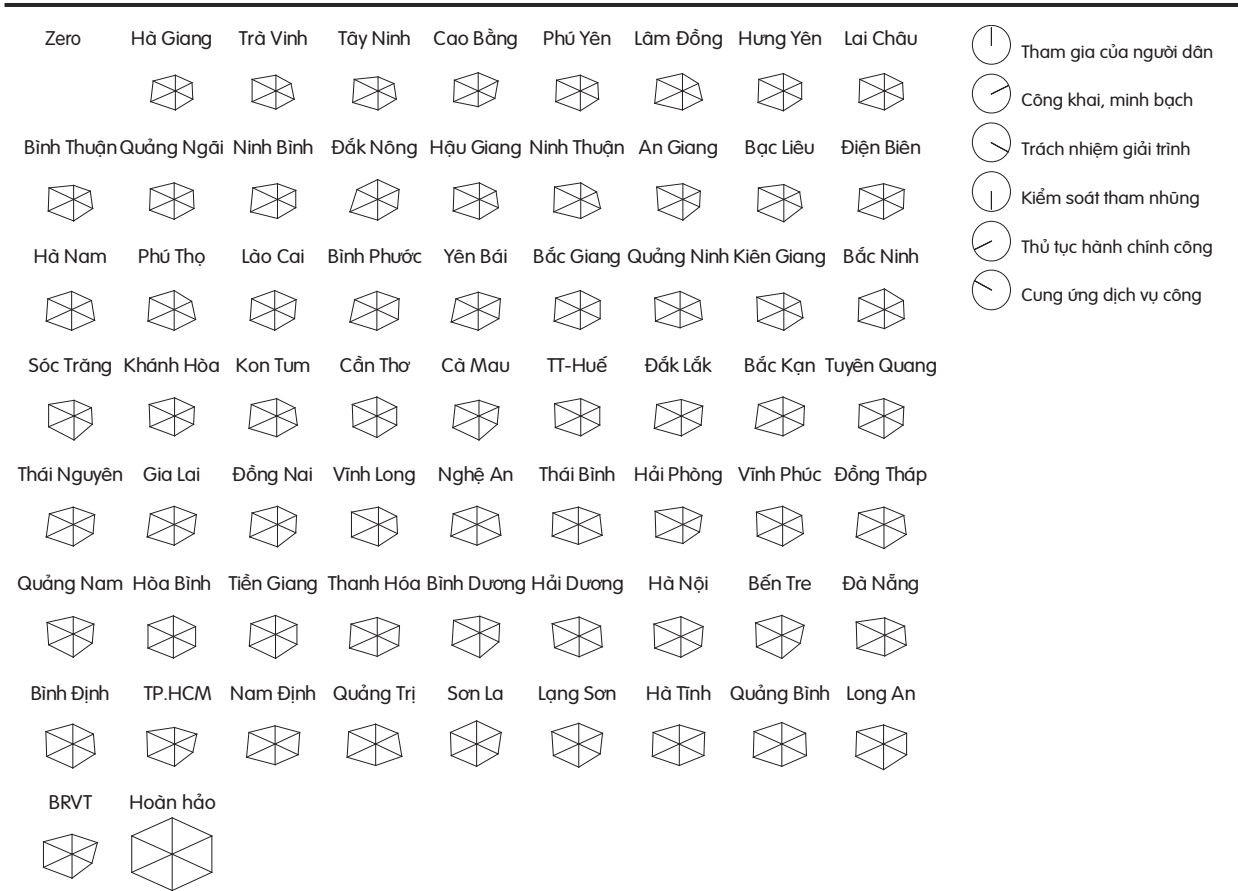 Zero Hà Giang Trà Vinh Tây Ninh Cao Bằng Phú Yên Lâm Đồng Hưng Yên Lai Châu
Bình Thuận Quảng Ngãi Ninh Bình Đắk Nông Hậu Giang Ninh Thuận An Giang Bạc Liêu Điện Biên
Hà Nam Phú Thọ Lào Cai Bình Phước Yên Bái Bắc Giang Quảng Ninh Kiên Giang Bắc Ninh
Sóc Trăng Khánh Hòa Kon Tum Cần Thơ Cà Mau TT-Huế Đắk Lắk Bắc Kạn Tuyên Quang
Thái Nguyên Gia Lai Đồng Nai Vĩnh Long Nghệ An Thái Bình Hải Phòng Vĩnh Phúc Đồng Tháp
Quảng Nam Hòa Bình Tiền Giang Thanh Hóa Bình Dương Hải Dương Hà Nội Bến Tre Đà Nẵng
Bình Định TP.HCM Nam Định Quảng Trị Sơn La Lạng Sơn Hà Tĩnh Quảng Bình Long An
BRVT Hoàn hảo
Tham gia của người dân
Công khai, minh bạch
Trách nhiệm giải trình
Kiểm soát tham nhũng
Thủ tục hành chính công
Cung ứng dịch vụ công